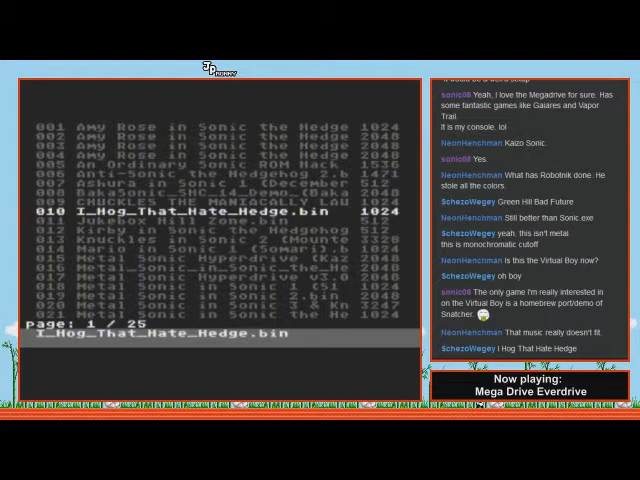 JP
RONNY
001 Amy Rose in Sonic the Hedge 1024
002 Amy Rose in Sonic the Hedge 2048
003 Amy Rose in Sonic the Hedge 2048
004 Amy Rose in Sonic the Hedge 2048
005 An Ordinary Sonic ROM Hack 1536
006 Anti-Sonic the Hedgehog 2.b 1471
007 Ashura in Sonic 1 (December 512
008 BakaSonic_SHC_14_Demo_(Baka 2048
009 CHUCKLES THE MANIACALLY LAW 1024
010 I_Hog_That_Hate_Hedge.bin 1024
011 Jukebox Hill Zone.bin 512
012 Kirby in Sonic the Hedgehog 512
013 Knuckles in Sonic 2 (Mounte 3328
014 Mario in Sonic 1 (Somari).b 1024
015 Metal Sonic Hyperdrive (Kaz 2048
016 Metal_Sonic_in_Sonic_the_He 2048
017 Metal Sonic Hyperdrive v3.0 2048
018 Metal Sonic in Sonic 1 (S1 1024
019 Metal Sonic in Sonic 2.bin 2048
020 Metal Sonic in Sonic 3 & Kn 3247
021 Metal Sonic in Sonic the He 1024
Page: 1 / 25
I_Hog_That_Hate_Hedge.bin
sonic08 Yeah, I love the Megadrive for sure. Has
some fantastic games like Gaiares and Vapor
Trail.
It is my console. lol
NeonHenchman Kaizo Sonic.
sonic08 Yes.
NeonHenchman What has Robotnik done. He
stole all the colors.
SchezoWegey Green Hill Bad Future
NeonHenchman Still better than Sonic.exe
SchezoWegey yeah, this isn't metal
this is monochromatic cutoff
NeonHenchman Is this the Virtual Boy now?
SchezoWegey oh boy
sonic08 The only game I'm really interested in
on the Virtual Boy is a homebrew port/demo of
Snatcher.
NeonHenchman That music really doesn't fit.
SchezoWegey I Hog That Hate Hedge
Now playing:
Mega Drive Everdrive